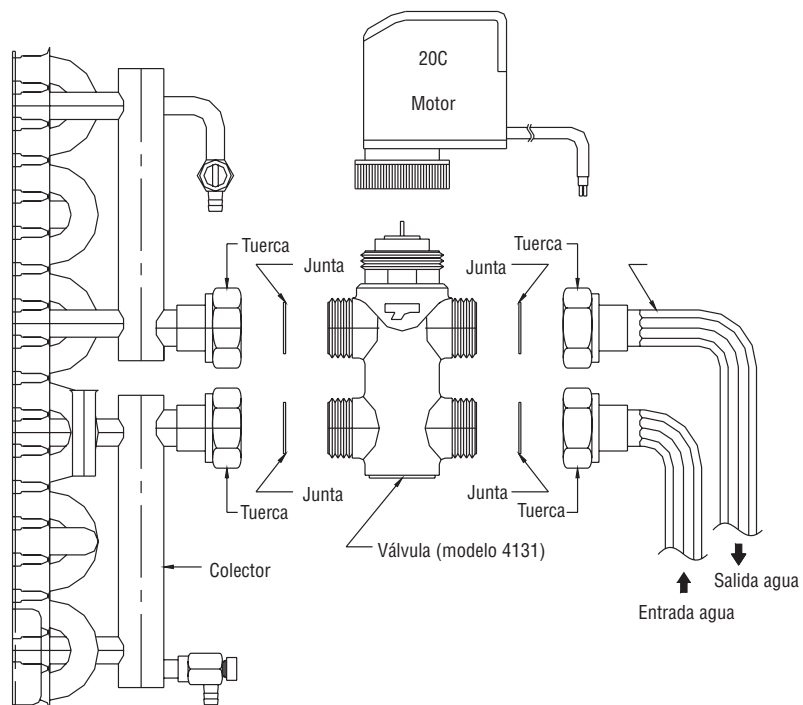 20C
Motor
Tuerca
Junta
Junta
Tuerca
Junta
Tuerca
Junta
Tuerca
Válvula (modelo 4131)
Colector
Salida agua
Entrada agua